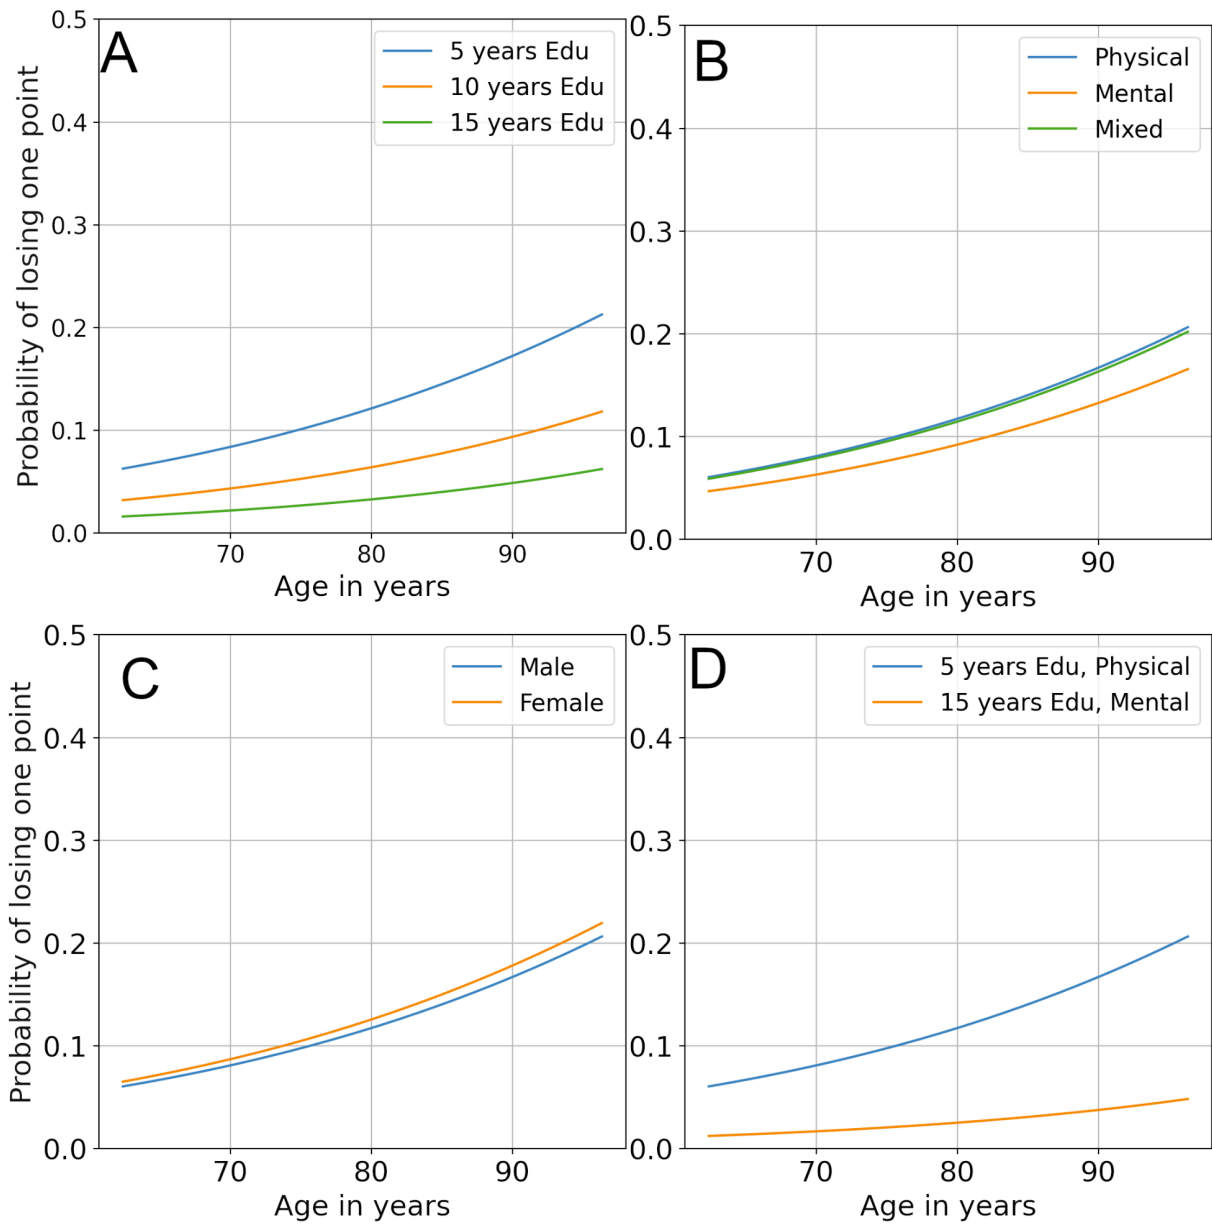 A
0.5
0.4
0.3
0.2
0.1
0.0
Probability of losing one point
5 years Edu
10 years Edu
15 years Edu
70 80 90
Age in years
B
0.5
0.4
0.3
0.2
0.1
0.0
Physical
Mental
Mixed
70 80 90
Age in years
C
0.5
0.4
0.3
0.2
0.1
0.0
Probability of losing one point
Male
Female
70 80 90
Age in years
D
0.5
0.4
0.3
0.2
0.1
0.0
5 years Edu, Physical
15 years Edu, Mental
70 80 90
Age in years